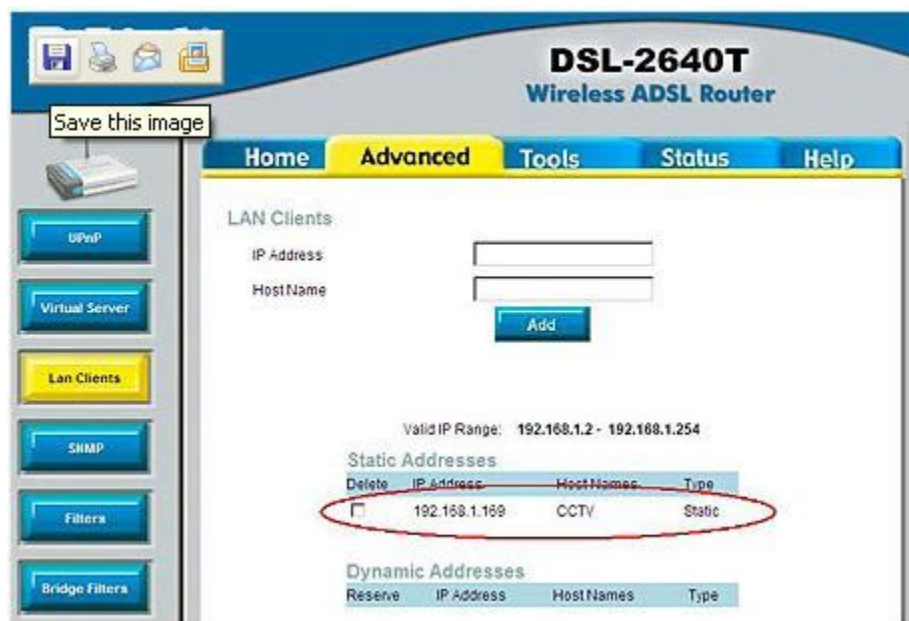 DSL-2640T
Wireless ADSL Router
Save this image
Home Advanced Tools Status Help
UPnP
Virtual Server
Lan Clients
SNMP
Filters
Bridge Filters
LAN Clients
IP Address
Host Name
Add
Valid IP Range: 192.168.1.2 - 192.168.1.254
Static Addresses
Delete IP Address Host Names Type
192.168.1.169 CCTV Static
Dynamic Addresses
Reserve IP Address Host Names Type